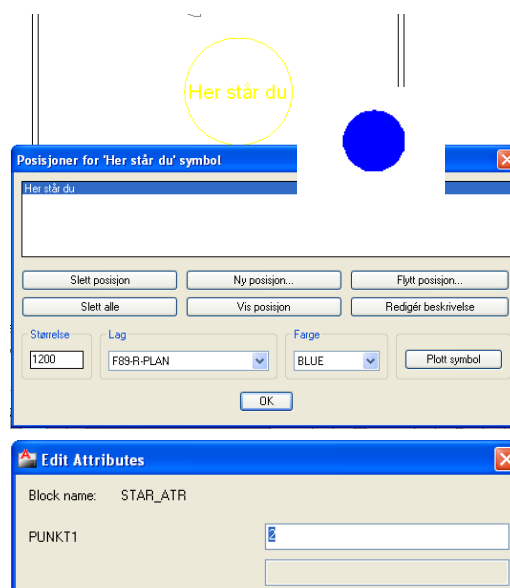 Her står du
Posisjoner for 'Her står du' symbol
Her står du
Slett posisjon
Ny posisjon...
Flytt posisjon...
Slett alle
Vis posisjon
Redigér beskrivelse
Størrelse
Lag
Farge
1200
F89-R-PLAN
BLUE
Plott symbol
OK
Edit Attributes
Block name: STAR_ATR
PUNKT1
2